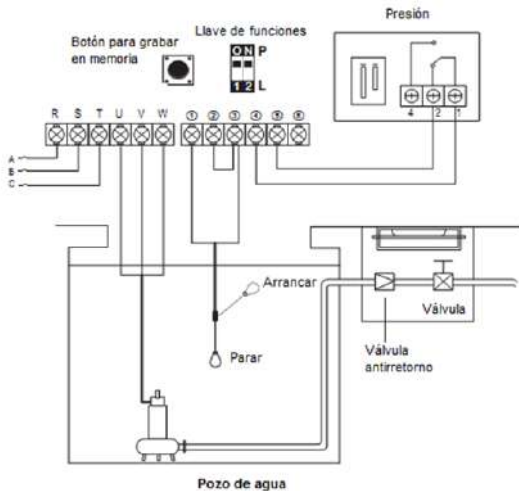 Presión
Llave de funciones
Botón para grabar
en memoria
ON P
1 2 L
4 2 1
R S T U V W ① ② ③ ④ ⑤ ⑥
A
B
C
Arrancar
Parar
Válvula
Válvula
antirretorno
Pozo de agua